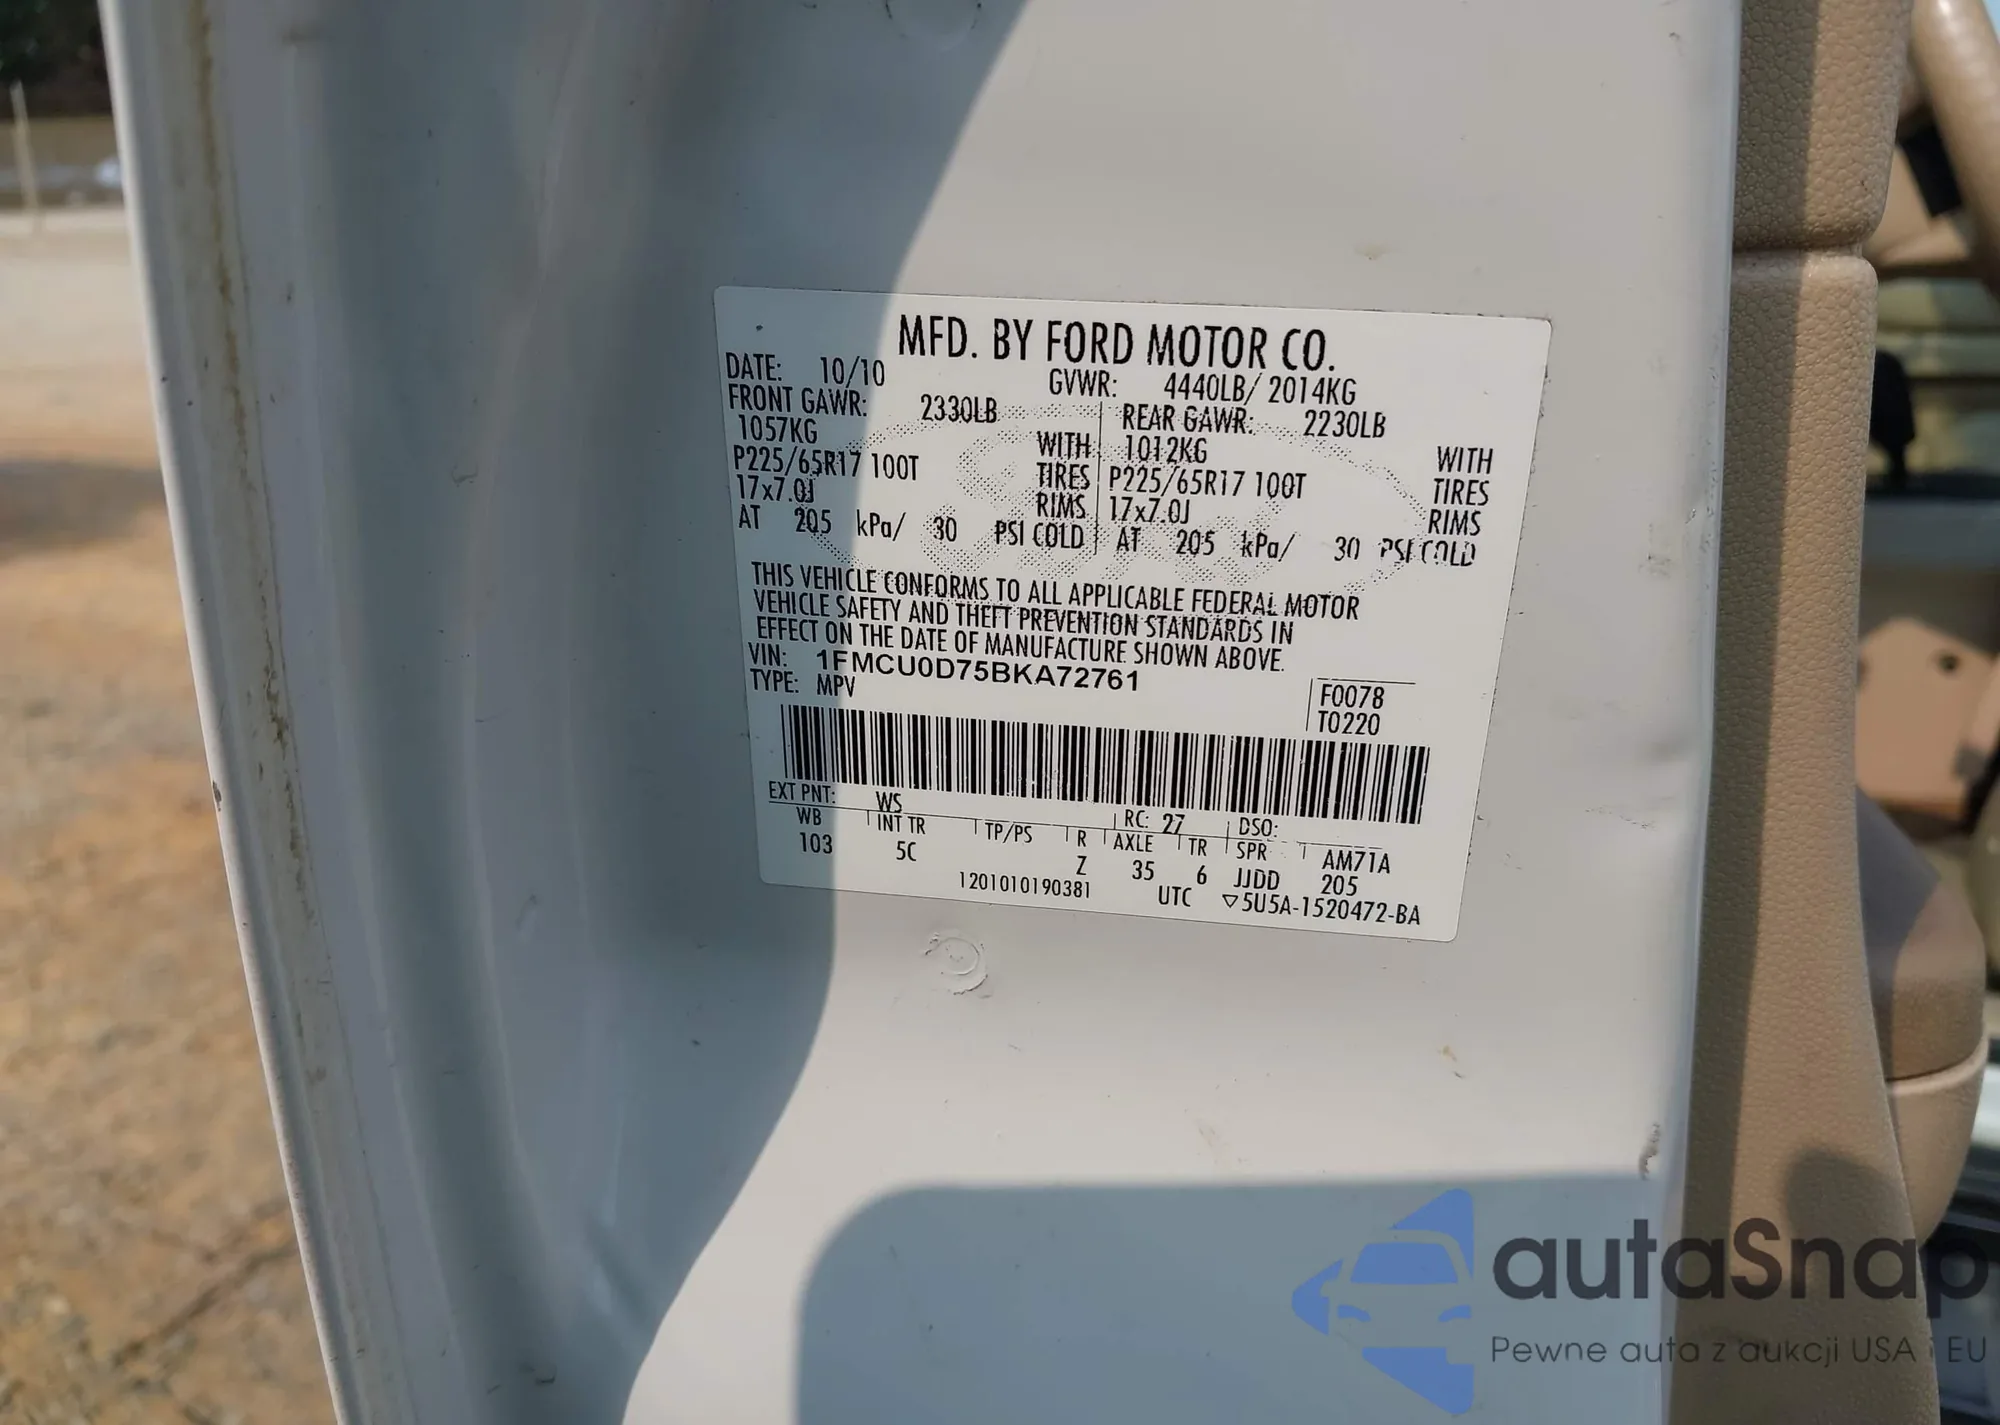 MFD. BY FORD MOTOR CO.
DATE: 10/10 GVWR: 4440LB/ 2014KG
FRONT GAWR: 2330LB REAR GAWR: 2230LB
1057KG WITH 1012KG WITH
P225/65R17 100T TIRES P225/65R17 100T TIRES
17x7.0J RIMS 17x7.0J RIMS
AT 205 kPa/ 30 PSI COLD AT 205 kPa/ 30 PSI COLD
THIS VEHICLE CONFORMS TO ALL APPLICABLE FEDERAL MOTOR
VEHICLE SAFETY AND THEFT PREVENTION STANDARDS IN
EFFECT ON THE DATE OF MANUFACTURE SHOWN ABOVE.
VIN: 1FMCU0D75BKA72761
TYPE: MPV
F0078
T0220
EXT PNT: WS RC: 27 DSO:
WB INT TR TP/PS R AXLE TR SPR AM71A
103 5C Z 35 6 JJDD 205
1201010190381 UTC ▽5U5A-1520472-BA
autaSnap
Pewne auta z aukcji USA i EU